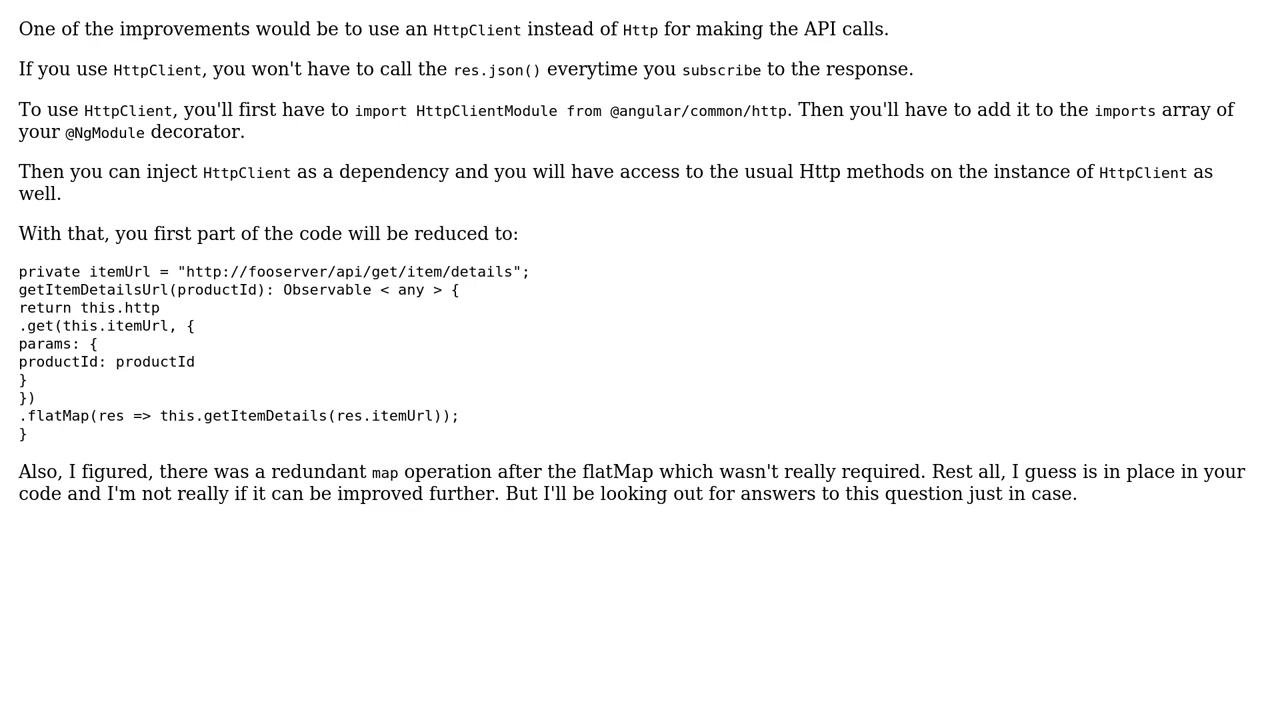 One of the improvements would be to use an HttpClient instead of Http for making the API calls.
If you use HttpClient, you won't have to call the res.json() everytime you subscribe to the response.
To use HttpClient, you'll first have to import HttpClientModule from @angular/common/http. Then you'll have to add it to the imports array of
your @NgModule decorator.
Then you can inject HttpClient as a dependency and you will have access to the usual Http methods on the instance of HttpClient as
well.
With that, you first part of the code will be reduced to:
private itemUrl = "http://fooserver/api/get/item/details";
getItemDetailsUrl(productId): Observable < any > {
return this.http
.get(this.itemUrl, {
params: {
productId: productId
}
})
.flatMap(res => this.getItemDetails(res.itemUrl));
}
Also, I figured, there was a redundant map operation after the flatMap which wasn't really required. Rest all, I guess is in place in your
code and I'm not really if it can be improved further. But I'll be looking out for answers to this question just in case.